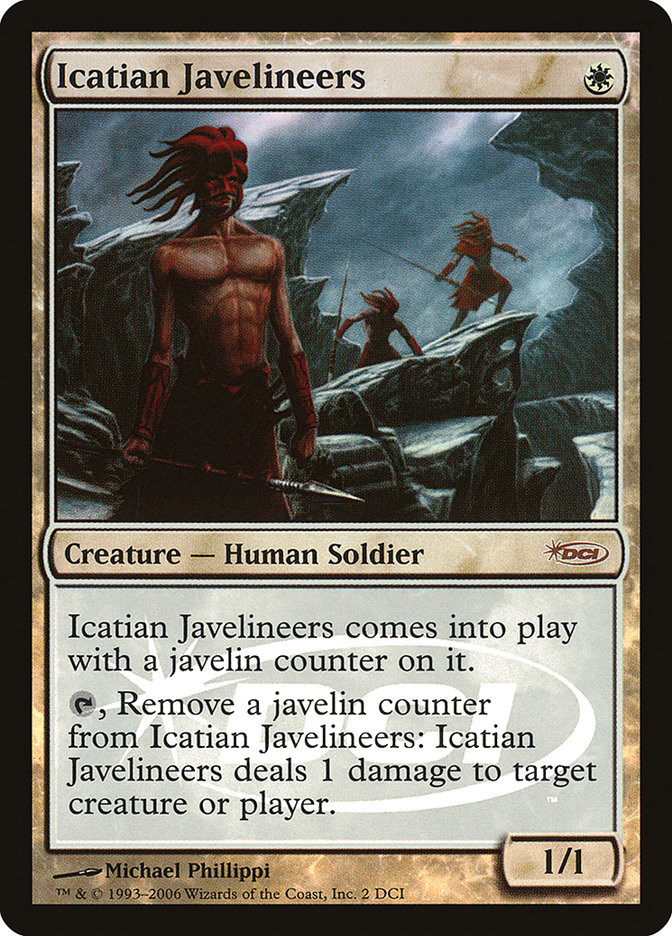 Icatian Javelineers
Creature — Human Soldier
DCI
Icatian Javelineers comes into play
with a javelin counter on it.
, Remove a javelin counter
from Icatian Javelineers: Icatian
Javelineers deals 1 damage to target
creature or player.
DCI
1/1
Michael Phillippi
™ & © 1993–2006 Wizards of the Coast, Inc. 2 DCI